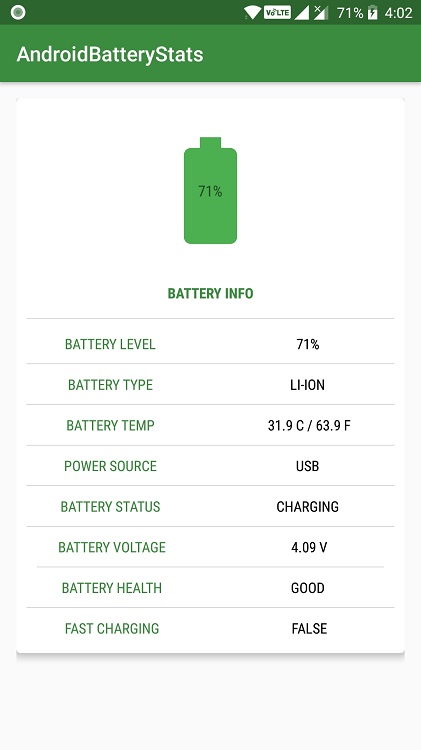 VoLTE 71% 4:02
AndroidBatteryStats
71%
BATTERY INFO
BATTERY LEVEL 71%
BATTERY TYPE LI-ION
BATTERY TEMP 31.9 C / 63.9 F
POWER SOURCE USB
BATTERY STATUS CHARGING
BATTERY VOLTAGE 4.09 V
BATTERY HEALTH GOOD
FAST CHARGING FALSE